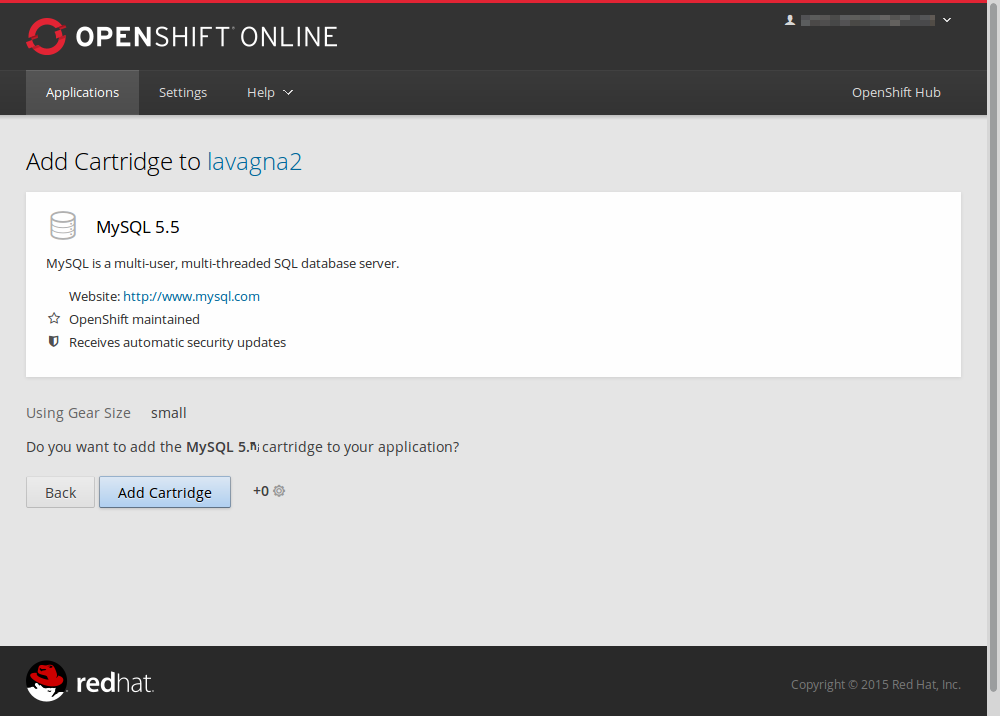 OPENSHIFT ONLINE
Applications Settings Help OpenShift Hub
Add Cartridge to lavagna2
MySQL 5.5
MySQL is a multi-user, multi-threaded SQL database server.
Website: http://www.mysql.com
OpenShift maintained
Receives automatic security updates
Using Gear Size small
Do you want to add the MySQL cartridge to your application?
Back Add Cartridge +0
redhat.
Copyright © 2015 Red Hat, Inc.